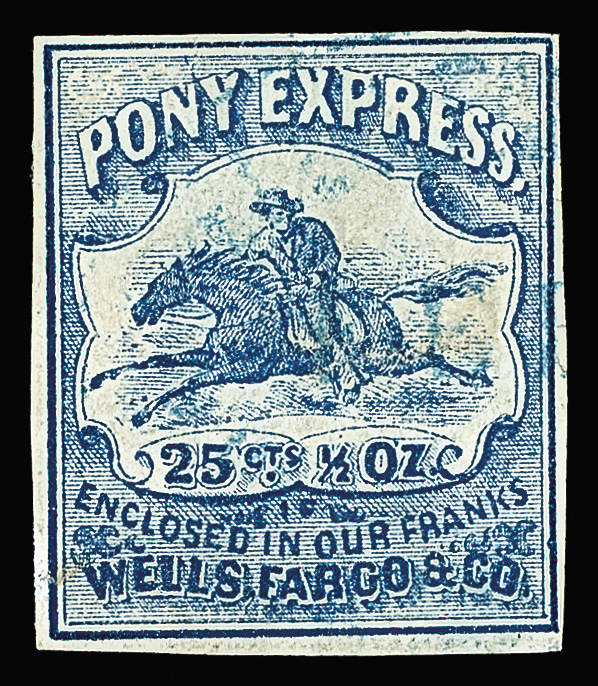 PONY EXPRESS.
25 CTS. ½ OZ.
ENCLOSED IN OUR FRANKS
WELLS, FARGO & CO.